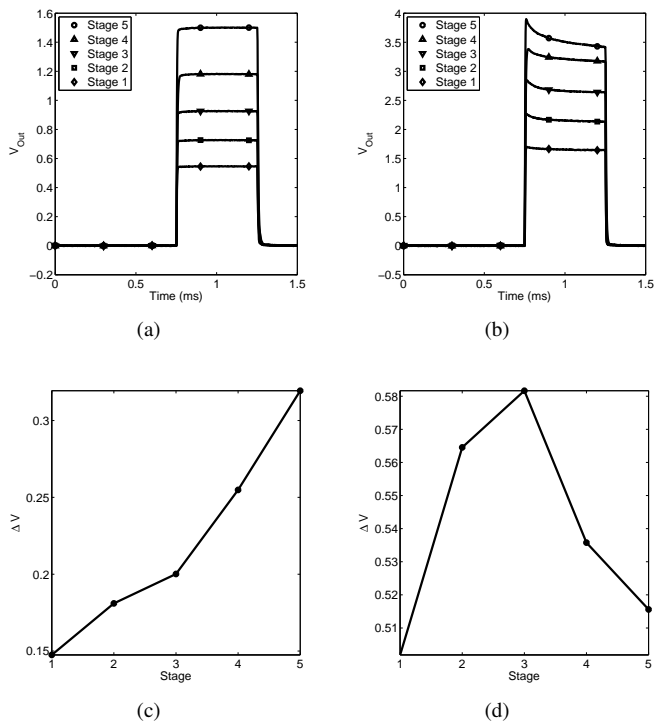 Stage 5
Stage 4
Stage 3
Stage 2
Stage 1
1.6
1.4
1.2
1
0.8
0.6
0.4
0.2
0
−0.2
V_Out
0 0.5 1 1.5
Time (ms)
(a)
Stage 5
Stage 4
Stage 3
Stage 2
Stage 1
4
3.5
3
2.5
2
1.5
1
0.5
0
−0.5
V_Out
0 0.5 1 1.5
Time (ms)
(b)
0.3
0.25
0.2
0.15
Δ V
1 2 3 4 5
Stage
(c)
0.58
0.57
0.56
0.55
0.54
0.53
0.52
0.51
Δ V
1 2 3 4 5
Stage
(d)